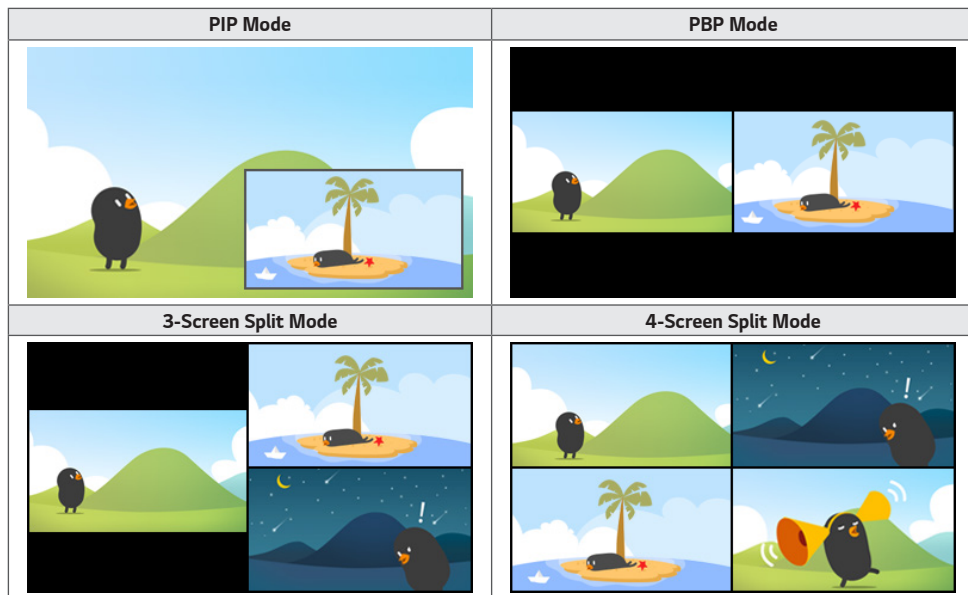 PIP Mode
PBP Mode
3-Screen Split Mode
4-Screen Split Mode